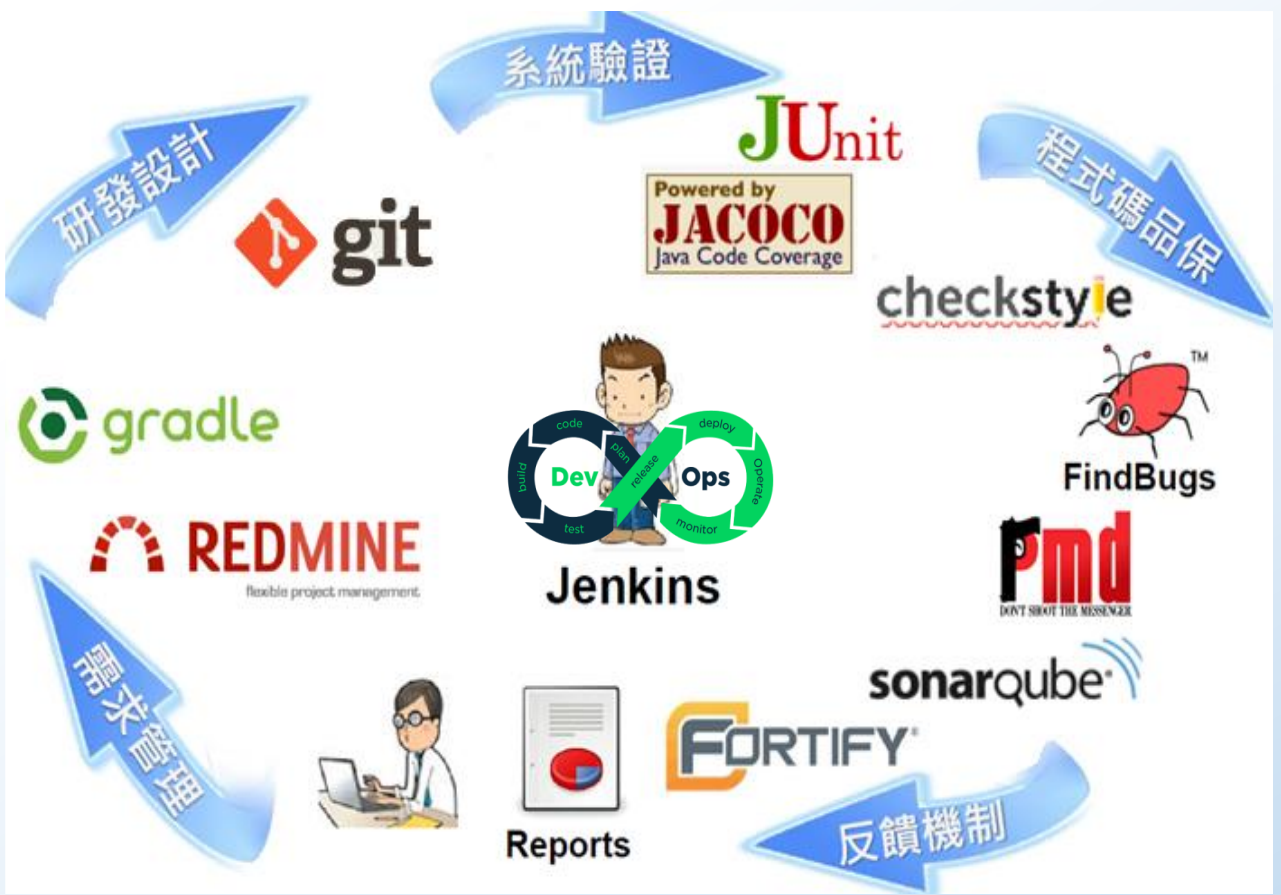 系統驗證
研發設計
JUnit
程式碼品保
git
Powered by
JACOCO
Java Code Coverage
checkstyle
TM
gradle
FindBugs
code
plan
build
Dev
test
release
deploy
Ops
Operate
monitor
REDMINE
flexible project management
Jenkins
Pmd
DON'T SHOOT THE MESSENGER
sonarqube
需求管理
FORTIFY
反饋機制
Reports